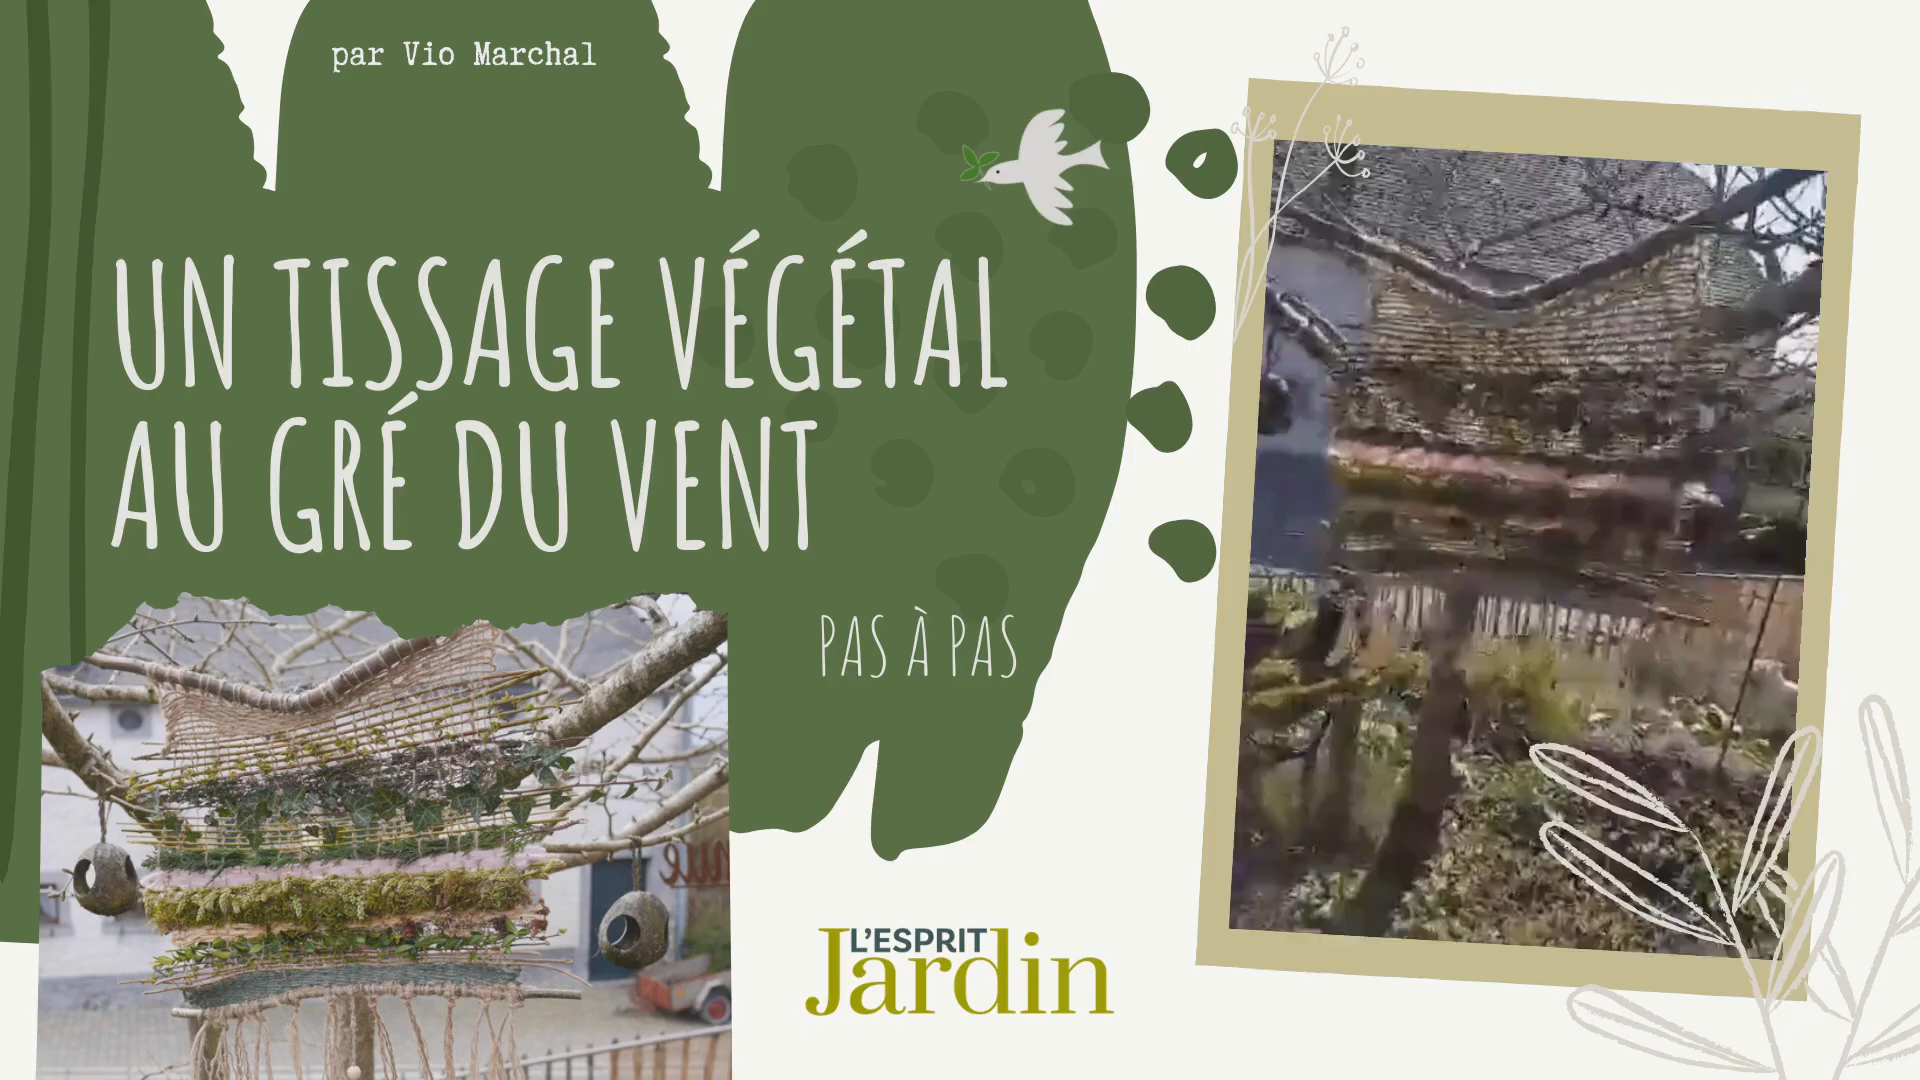 par Vio Marchal
UN TISSAGE VÉGÉTAL
AU GRÉ DU VENT
PAS À PAS
L'ESPRIT
Jardin